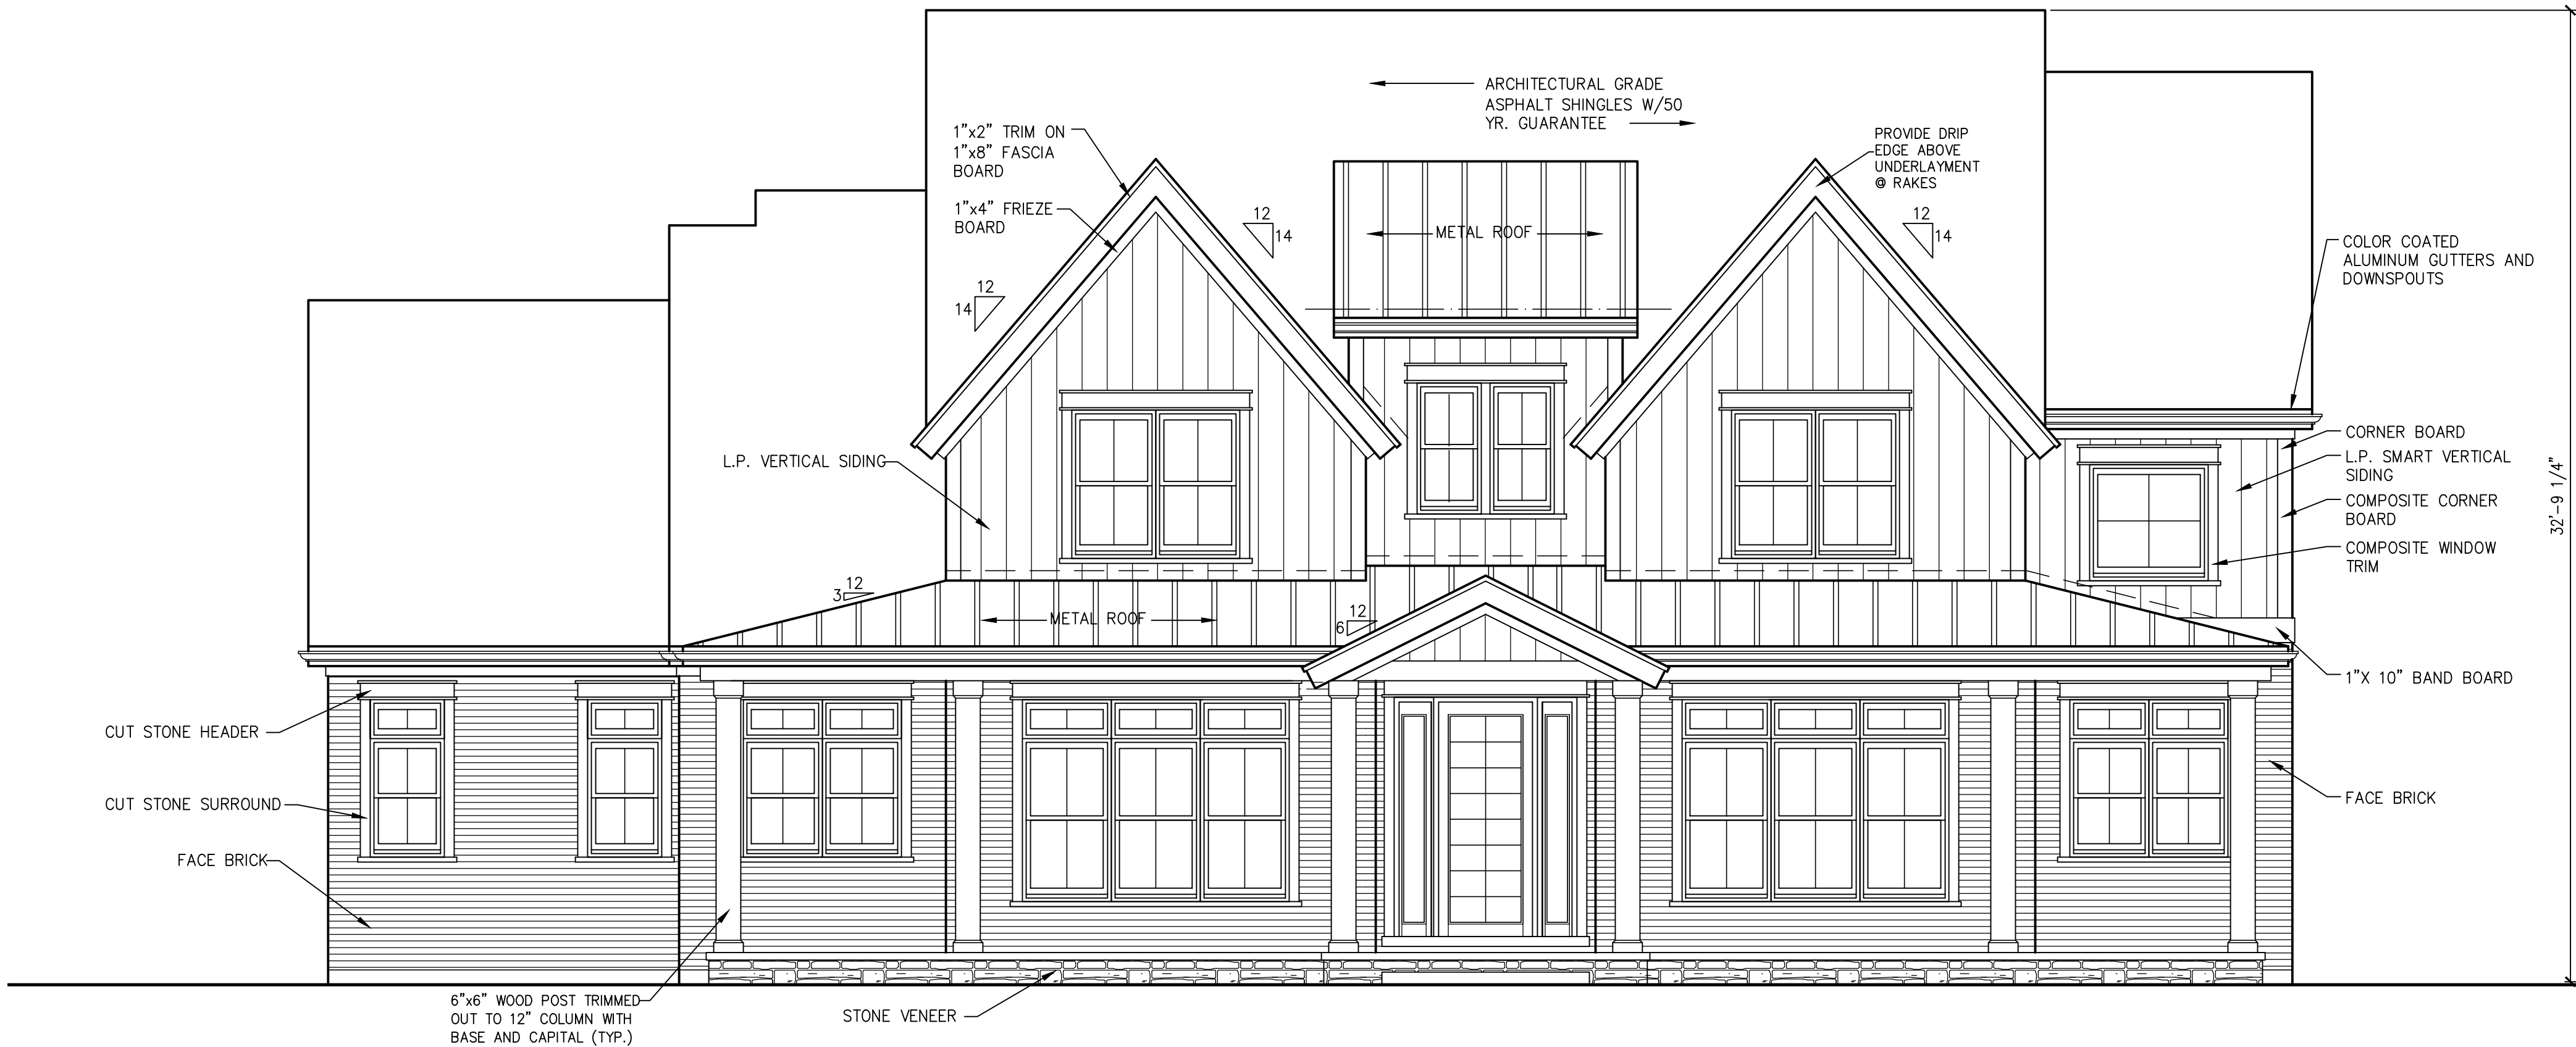 ARCHITECTURAL GRADE
ASPHALT SHINGLES W/50
YR. GUARANTEE
1"x2" TRIM ON
1"x8" FASCIA
BOARD
1"x4" FRIEZE
BOARD
PROVIDE DRIP
EDGE ABOVE
UNDERLAYMENT
@ RAKES
12
14
METAL ROOF
12
14
12
14
COLOR COATED
ALUMINUM GUTTERS AND
DOWNSPOUTS
L.P. VERTICAL SIDING
CORNER BOARD
L.P. SMART VERTICAL
SIDING
COMPOSITE CORNER
BOARD
COMPOSITE WINDOW
TRIM
32'-9 1/4"
12
3
METAL ROOF
12
6
1"X 10" BAND BOARD
CUT STONE HEADER
CUT STONE SURROUND
FACE BRICK
FACE BRICK
6"x6" WOOD POST TRIMMED
OUT TO 12" COLUMN WITH
BASE AND CAPITAL (TYP.)
STONE VENEER